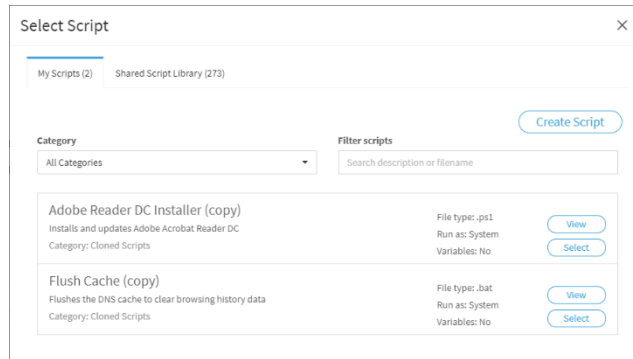 Select Script
My Scripts (2) Shared Script Library (273)
Create Script
Category Filter scripts
All Categories Search description or filename
Adobe Reader DC Installer (copy)
Installs and updates Adobe Acrobat Reader DC
Category: Cloned Scripts
File type: .ps1
Run as: System
Variables: No
View
Select
Flush Cache (copy)
Flushes the DNS cache to clear browsing history data
Category: Cloned Scripts
File type: .bat
Run as: System
Variables: No
View
Select